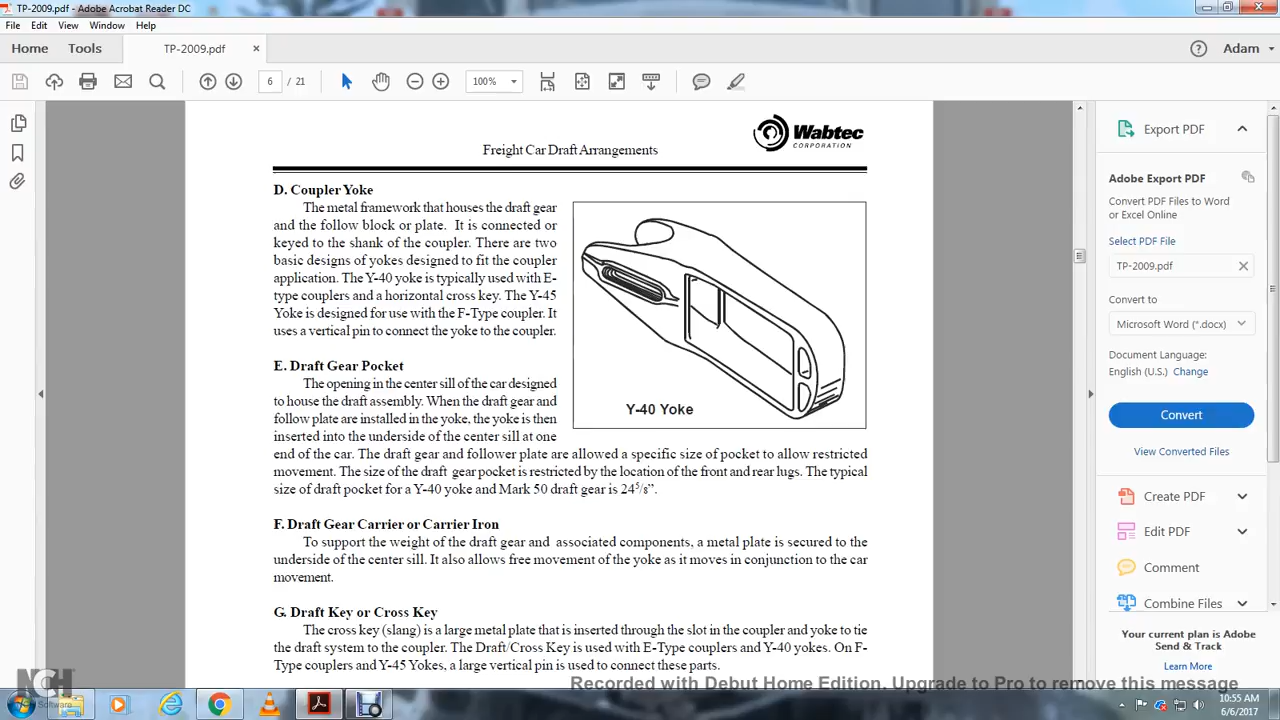 TP-2009.pdf - Adobe Acrobat Reader DC
File Edit View Window Help
Home Tools TP-2009.pdf × Adam
6 / 21 100%
Wabtec
CORPORATION
Freight Car Draft Arrangements
D. Coupler Yoke
The metal framework that houses the draft gear
and the follow block or plate. It is connected or
keyed to the shank of the coupler. There are two
basic designs of yokes designed to fit the coupler
application. The Y-40 yoke is typically used with E-
type couplers and a horizontal cross key. The Y-45
Yoke is designed for use with the F-Type coupler. It
uses a vertical pin to connect the yoke to the coupler.
Y-40 Yoke
E. Draft Gear Pocket
The opening in the center sill of the car designed
to house the draft assembly. When the draft gear and
follow plate are installed in the yoke, the yoke is then
inserted into the underside of the center sill at one
end of the car. The draft gear and follower plate are allowed a specific size of pocket to allow restricted
movement. The size of the draft gear pocket is restricted by the location of the front and rear lugs. The typical
size of draft pocket for a Y-40 yoke and Mark 50 draft gear is 24⁵/₈”.
F. Draft Gear Carrier or Carrier Iron
To support the weight of the draft gear and associated components, a metal plate is secured to the
underside of the center sill. It also allows free movement of the yoke as it moves in conjunction to the car
movement.
G. Draft Key or Cross Key
The cross key (slang) is a large metal plate that is inserted through the slot in the coupler and yoke to tie
the draft system to the coupler. The Draft/Cross Key is used with E-Type couplers and Y-40 yokes. On F-
Type couplers and Y-45 Yokes, a large vertical pin is used to connect these parts.
Export PDF
Adobe Export PDF
Convert PDF Files to Word
or Excel Online
Select PDF File
TP-2009.pdf
Convert to
Microsoft Word (*.docx)
Document Language:
English (U.S.) Change
Convert
View Converted Files
Create PDF
Edit PDF
Comment
Combine Files
Your current plan is Adobe
Send & Track
Learn More
NCH Software
Recorded with Debut Home Edition. Upgrade to Pro to remove this message
10:55 AM
6/6/2017